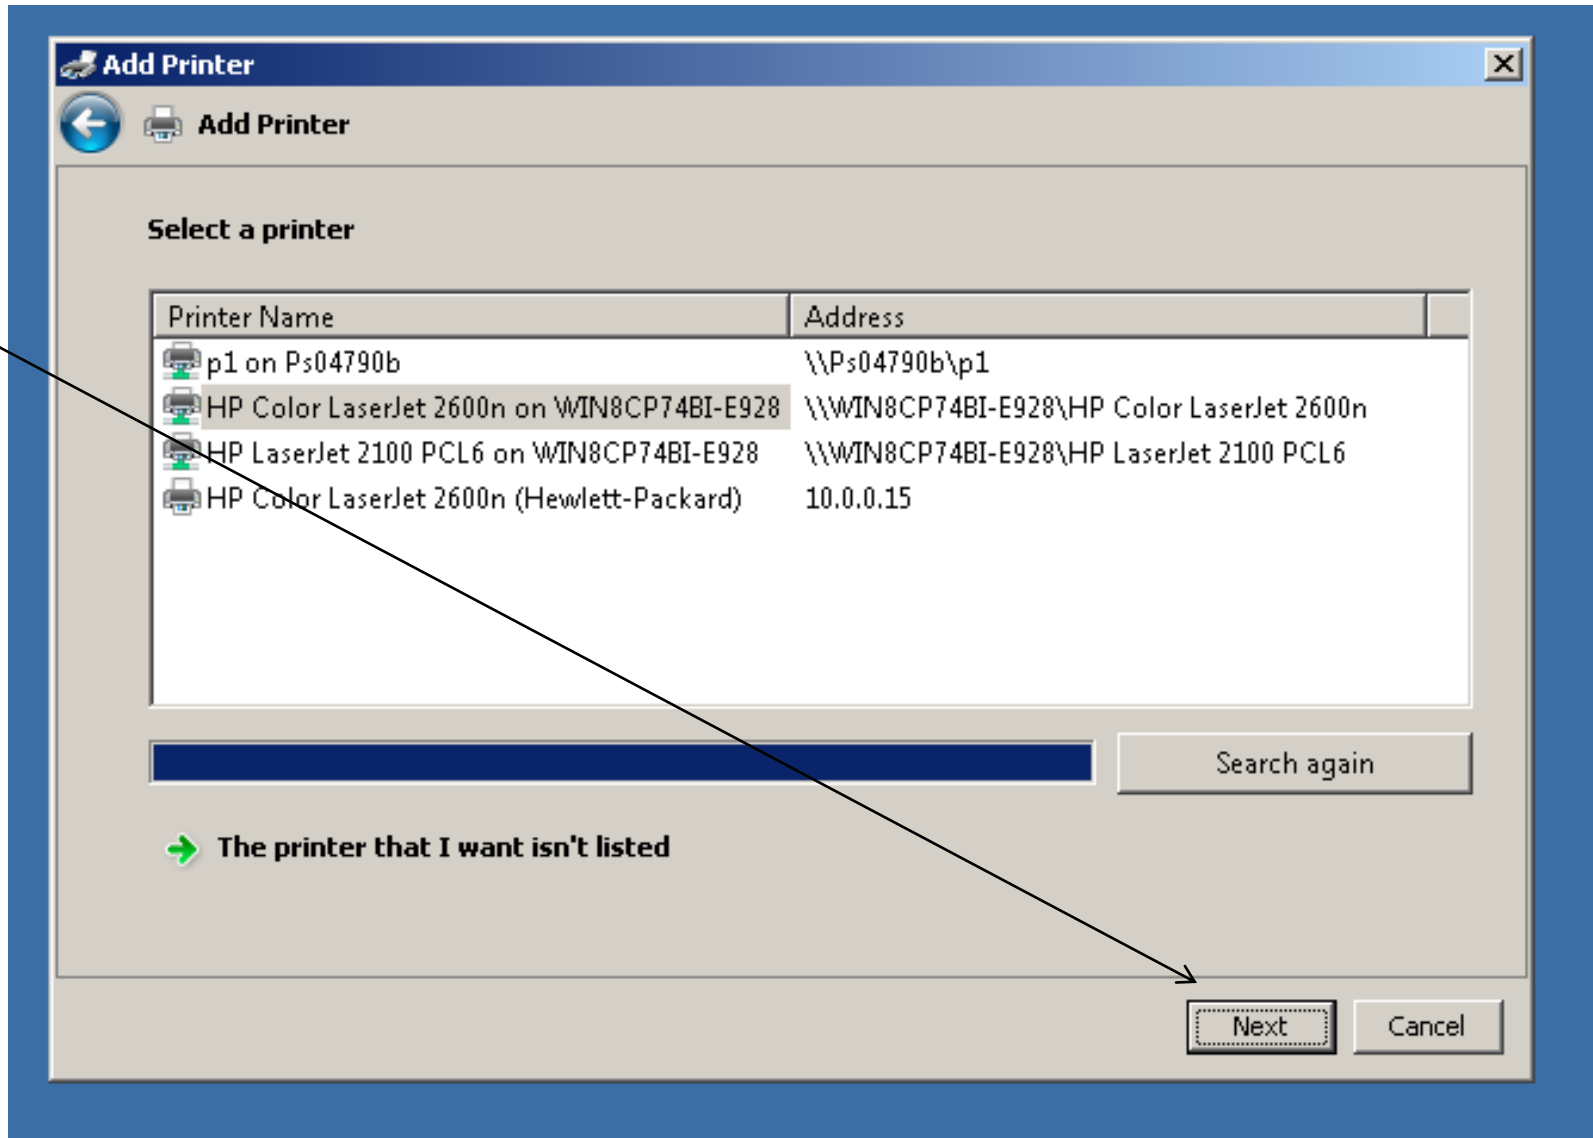 Add Printer
Add Printer
Select a printer
Printer Name Address
p1 on Ps04790b \\Ps04790b\p1
HP Color LaserJet 2600n on WIN8CP74BI-E928 \\WIN8CP74BI-E928\HP Color LaserJet 2600n
HP LaserJet 2100 PCL6 on WIN8CP74BI-E928 \\WIN8CP74BI-E928\HP LaserJet 2100 PCL6
HP Color LaserJet 2600n (Hewlett-Packard) 10.0.0.15
Search again
The printer that I want isn't listed
Next Cancel